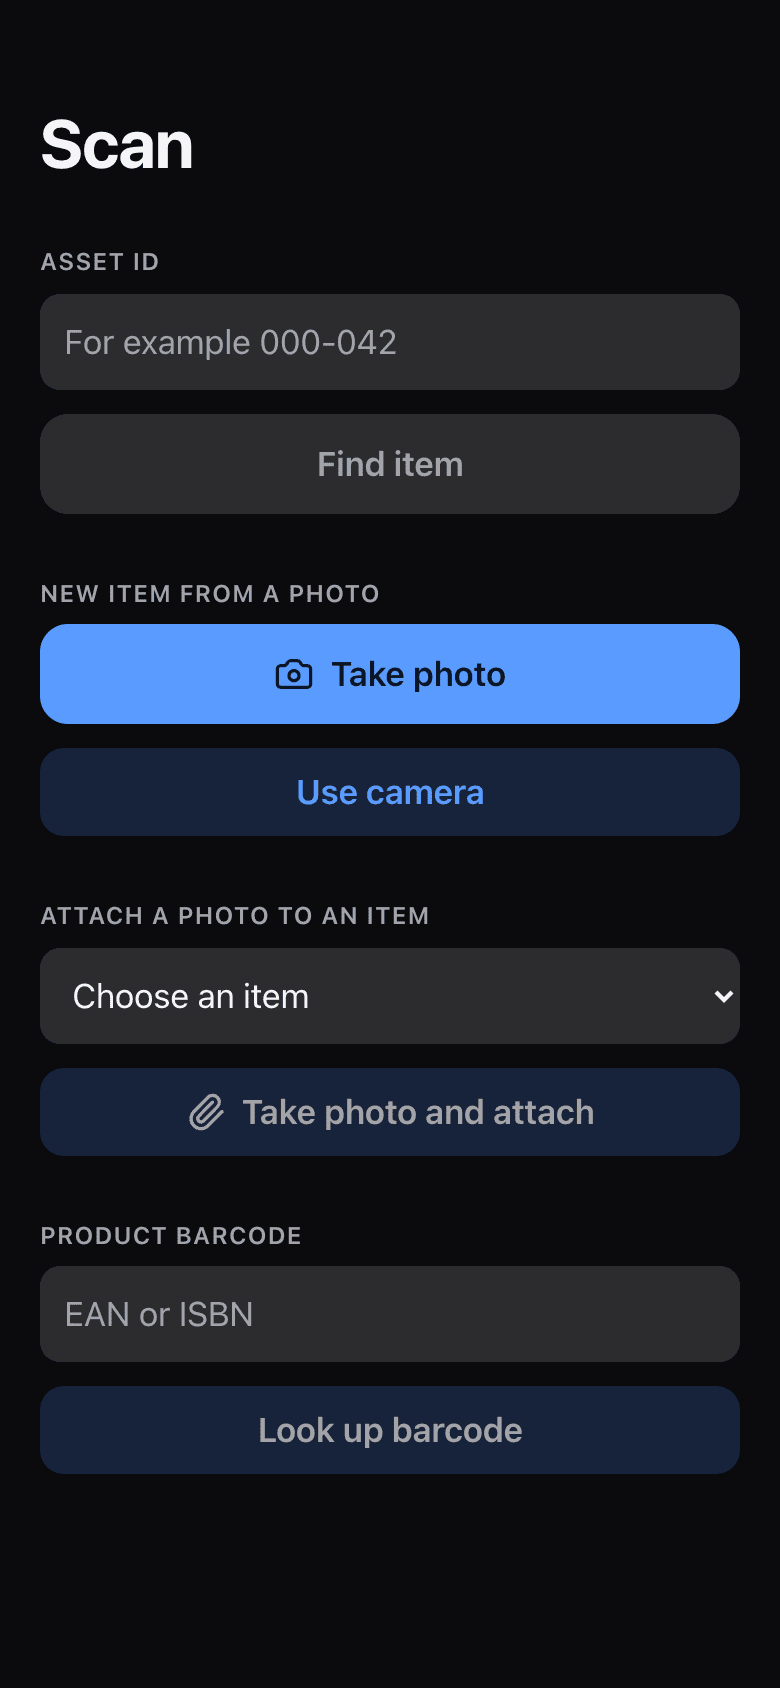 Scan
ASSET ID
For example 000-042
Find item
NEW ITEM FROM A PHOTO
Take photo
Use camera
ATTACH A PHOTO TO AN ITEM
Choose an item
Take photo and attach
PRODUCT BARCODE
EAN or ISBN
Look up barcode